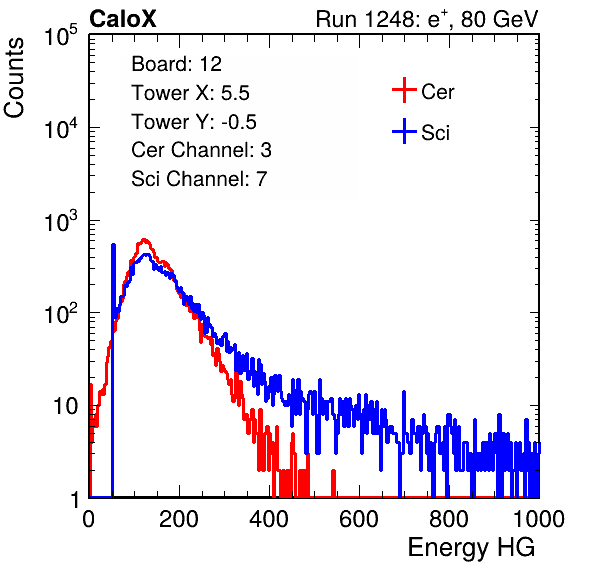 CaloX Run 1248: e⁺, 80 GeV
Counts
10⁵
10⁴
10³
10²
10
1
Board: 12
Tower X: 5.5
Tower Y: -0.5
Cer Channel: 3
Sci Channel: 7
Cer
Sci
0 200 400 600 800 1000
Energy HG